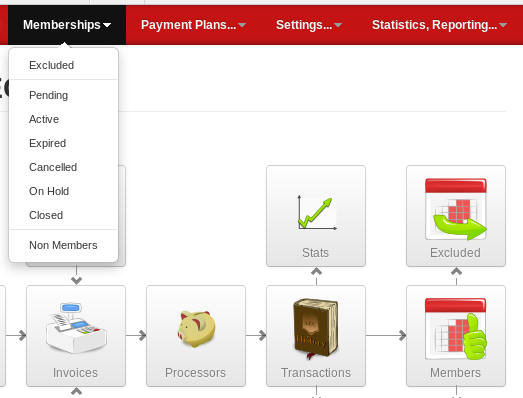 Memberships
Payment Plans...
Settings...
Statistics, Reporting...
Excluded
Pending
Active
Expired
Cancelled
On Hold
Closed
Non Members
Stats
Excluded
History
Invoices
Processors
Transactions
Members